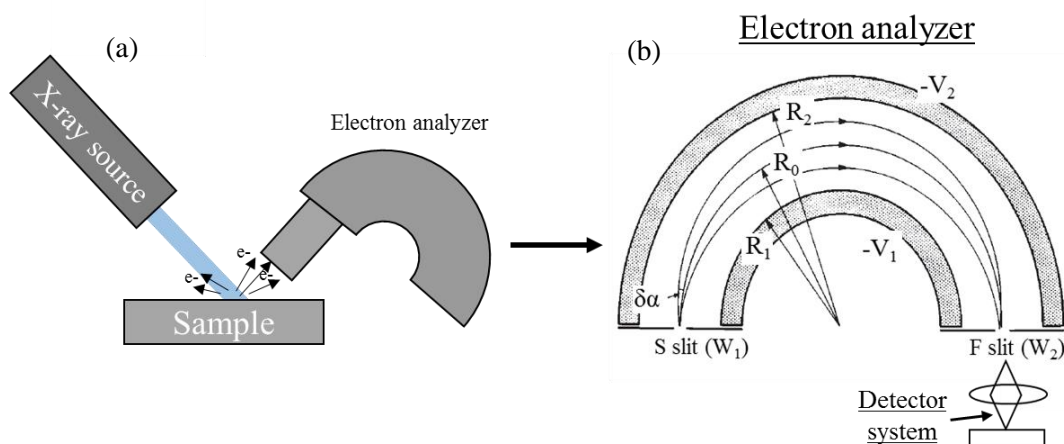 (a)
X-ray source
Electron analyzer
e-
e-
e-
e-
Sample
Electron analyzer
(b)
-V₂
R₂
R₀
R₁
-V₁
δα
S slit (W₁)
F slit (W₂)
Detector
system